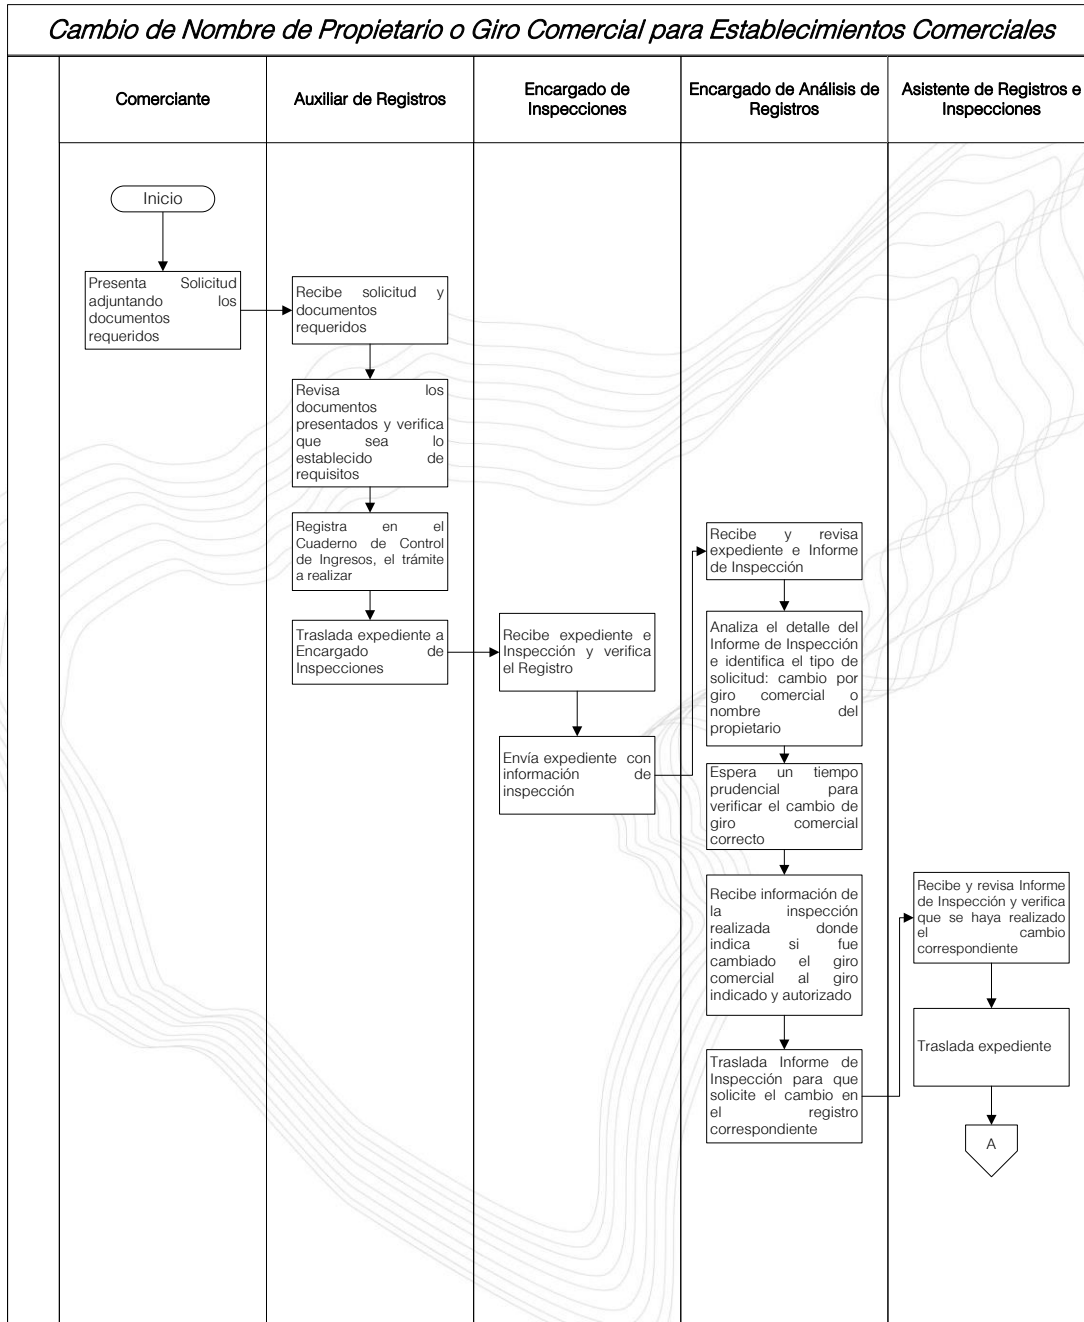 Cambio de Nombre de Propietario o Giro Comercial para Establecimientos Comerciales
Comerciante
Auxiliar de Registros
Encargado de
Inspecciones
Encargado de Análisis de
Registros
Asistente de Registros e
Inspecciones
Inicio
Presenta Solicitud
adjuntando los
documentos
requeridos
Recibe solicitud y
documentos
requeridos
Revisa los
documentos
presentados y verifica
que sea lo
establecido de
requisitos
Registra en el
Cuaderno de Control
de Ingresos, el trámite
a realizar
Traslada expediente a
Encargado de
Inspecciones
Recibe expediente e
Inspección y verifica
el Registro
Envía expediente con
información de
inspección
Recibe y revisa
expediente e Informe
de Inspección
Analiza el detalle del
Informe de Inspección
e identifica el tipo de
solicitud: cambio por
giro comercial o
nombre del
propietario
Espera un tiempo
prudencial para
verificar el cambio de
giro comercial
correcto
Recibe información de
la inspección
realizada donde
indica si fue
cambiado el giro
comercial al giro
indicado y autorizado
Traslada Informe de
Inspección para que
solicite el cambio en
el registro
correspondiente
Recibe y revisa Informe
de Inspección y verifica
que se haya realizado
el cambio
correspondiente
Traslada expediente
A